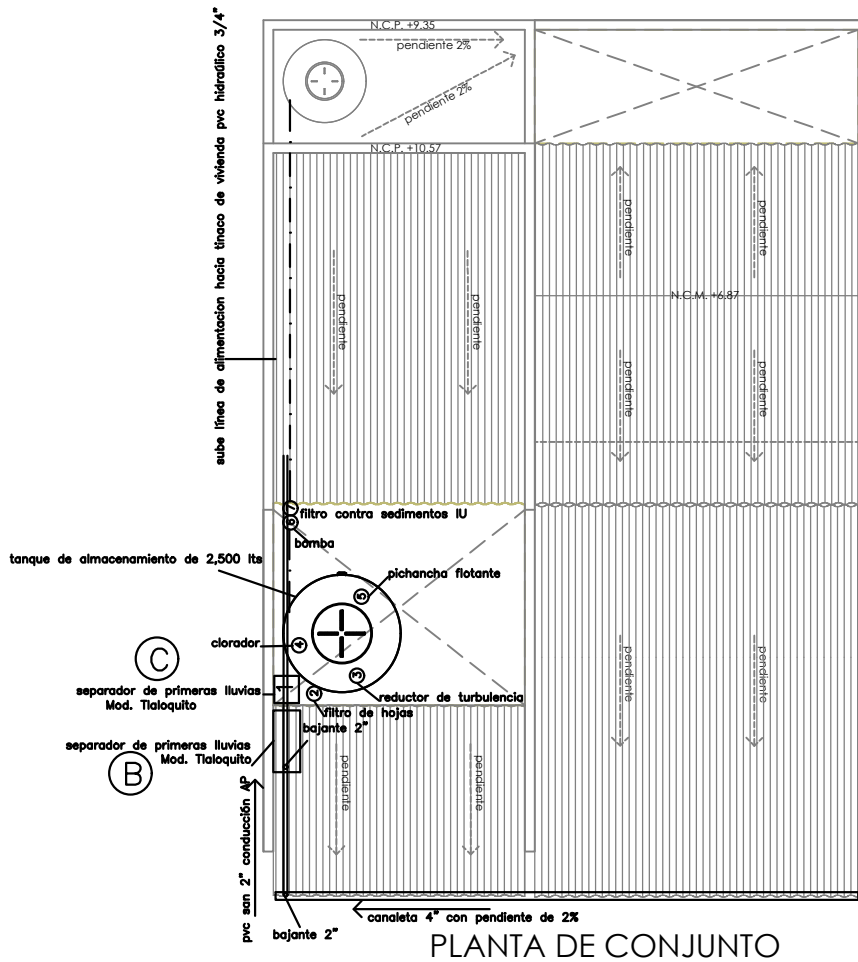 N.C.P. +9.35
pendiente 2%
pendiente 2%
N.C.P. +10.57
sube línea de alimentacion hacia tinaco de vivienda pvc hidraúlico 3/4"
pendiente
pendiente
pendiente
pendiente
N.C.M. +6.87
pendiente
pendiente
7
filtro contra sedimentos IU
6
bomba
tanque de almacenamiento de 2,500 lts
pichancha flotante
5
clorador
4
C
separador de primeras lluvias
Mod. Tlaloquito
3
reductor de turbulencia
2
filtro de hojas
bajante 2"
separador de primeras lluvias
Mod. Tlaloquito
B
pendiente
pendiente
pendiente
pendiente
pvc san 2" conducción AP
canaleta 4" con pendiente de 2%
bajante 2"
PLANTA DE CONJUNTO